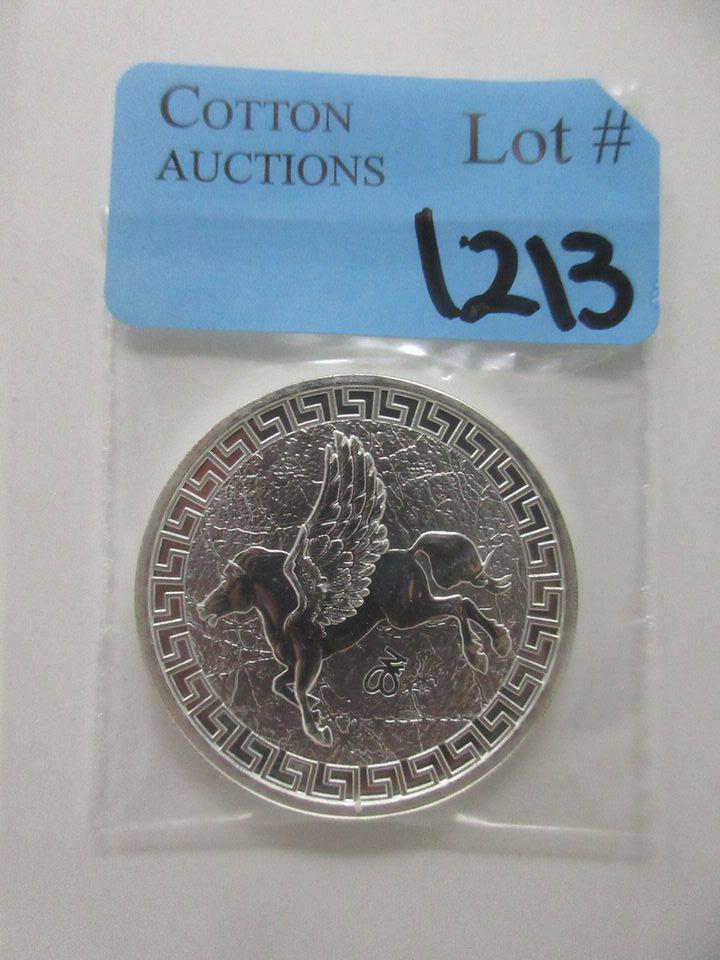 COTTON
AUCTIONS
Lot #
1213